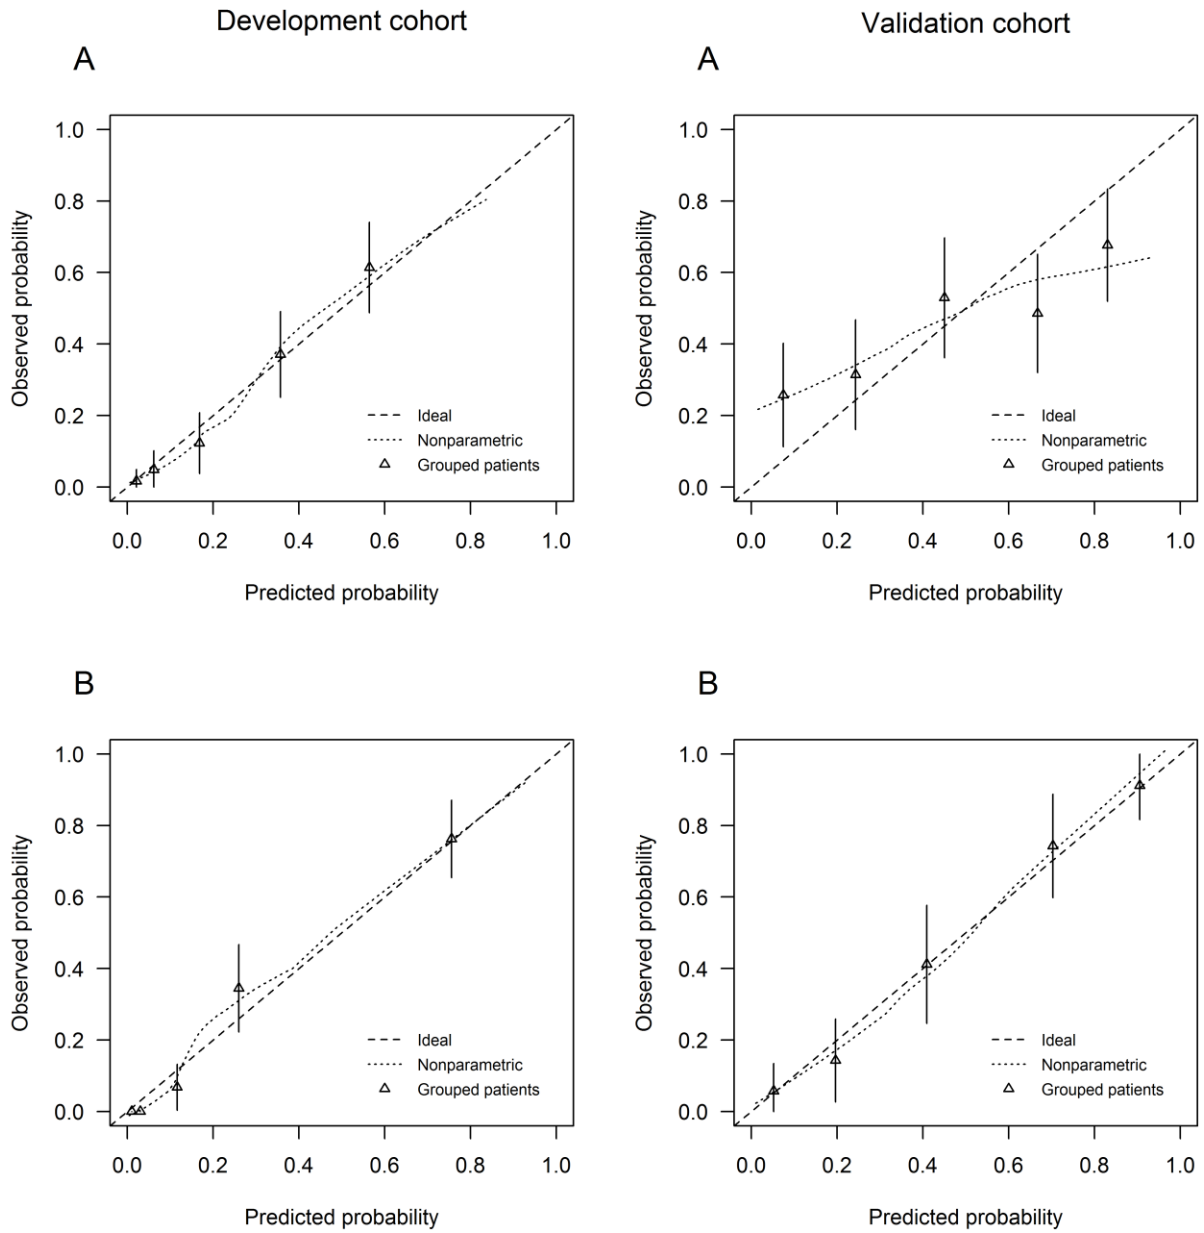 Development cohort
Validation cohort
A
A
1.0
0.8
0.6
0.4
0.2
0.0
Observed probability
Ideal
Nonparametric
Grouped patients
0.0 0.2 0.4 0.6 0.8 1.0
Predicted probability
1.0
0.8
0.6
0.4
0.2
0.0
Observed probability
Ideal
Nonparametric
Grouped patients
0.0 0.2 0.4 0.6 0.8 1.0
Predicted probability
B
B
1.0
0.8
0.6
0.4
0.2
0.0
Observed probability
Ideal
Nonparametric
Grouped patients
0.0 0.2 0.4 0.6 0.8 1.0
Predicted probability
1.0
0.8
0.6
0.4
0.2
0.0
Observed probability
Ideal
Nonparametric
Grouped patients
0.0 0.2 0.4 0.6 0.8 1.0
Predicted probability